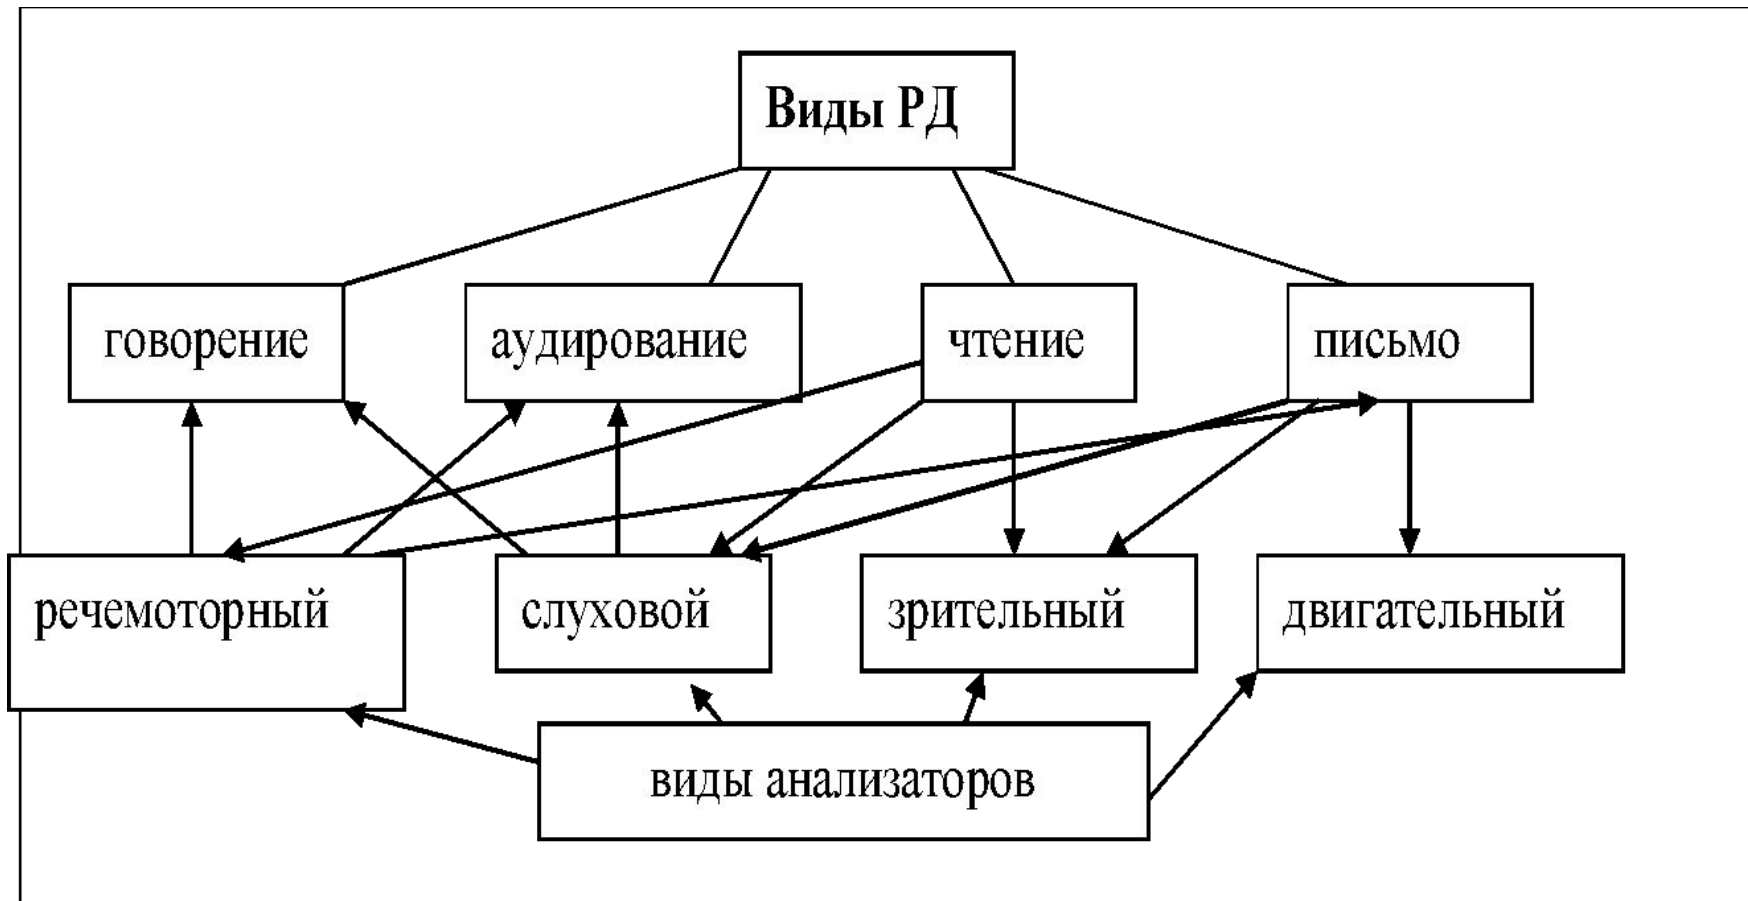 Виды РД
говорение
аудирование
чтение
письмо
речемоторный
слуховой
зрительный
двигательный
виды анализаторов